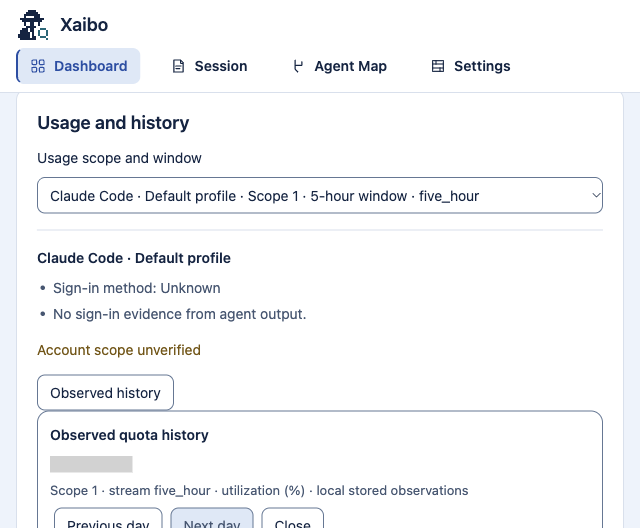 Xaibo
Dashboard
Session
Agent Map
Settings
Usage and history
Usage scope and window
Claude Code · Default profile · Scope 1 · 5-hour window · five_hour
Claude Code · Default profile
• Sign-in method: Unknown
• No sign-in evidence from agent output.
Account scope unverified
Observed history
Observed quota history
Scope 1 · stream five_hour · utilization (%) · local stored observations
Previous day
Next day
Close